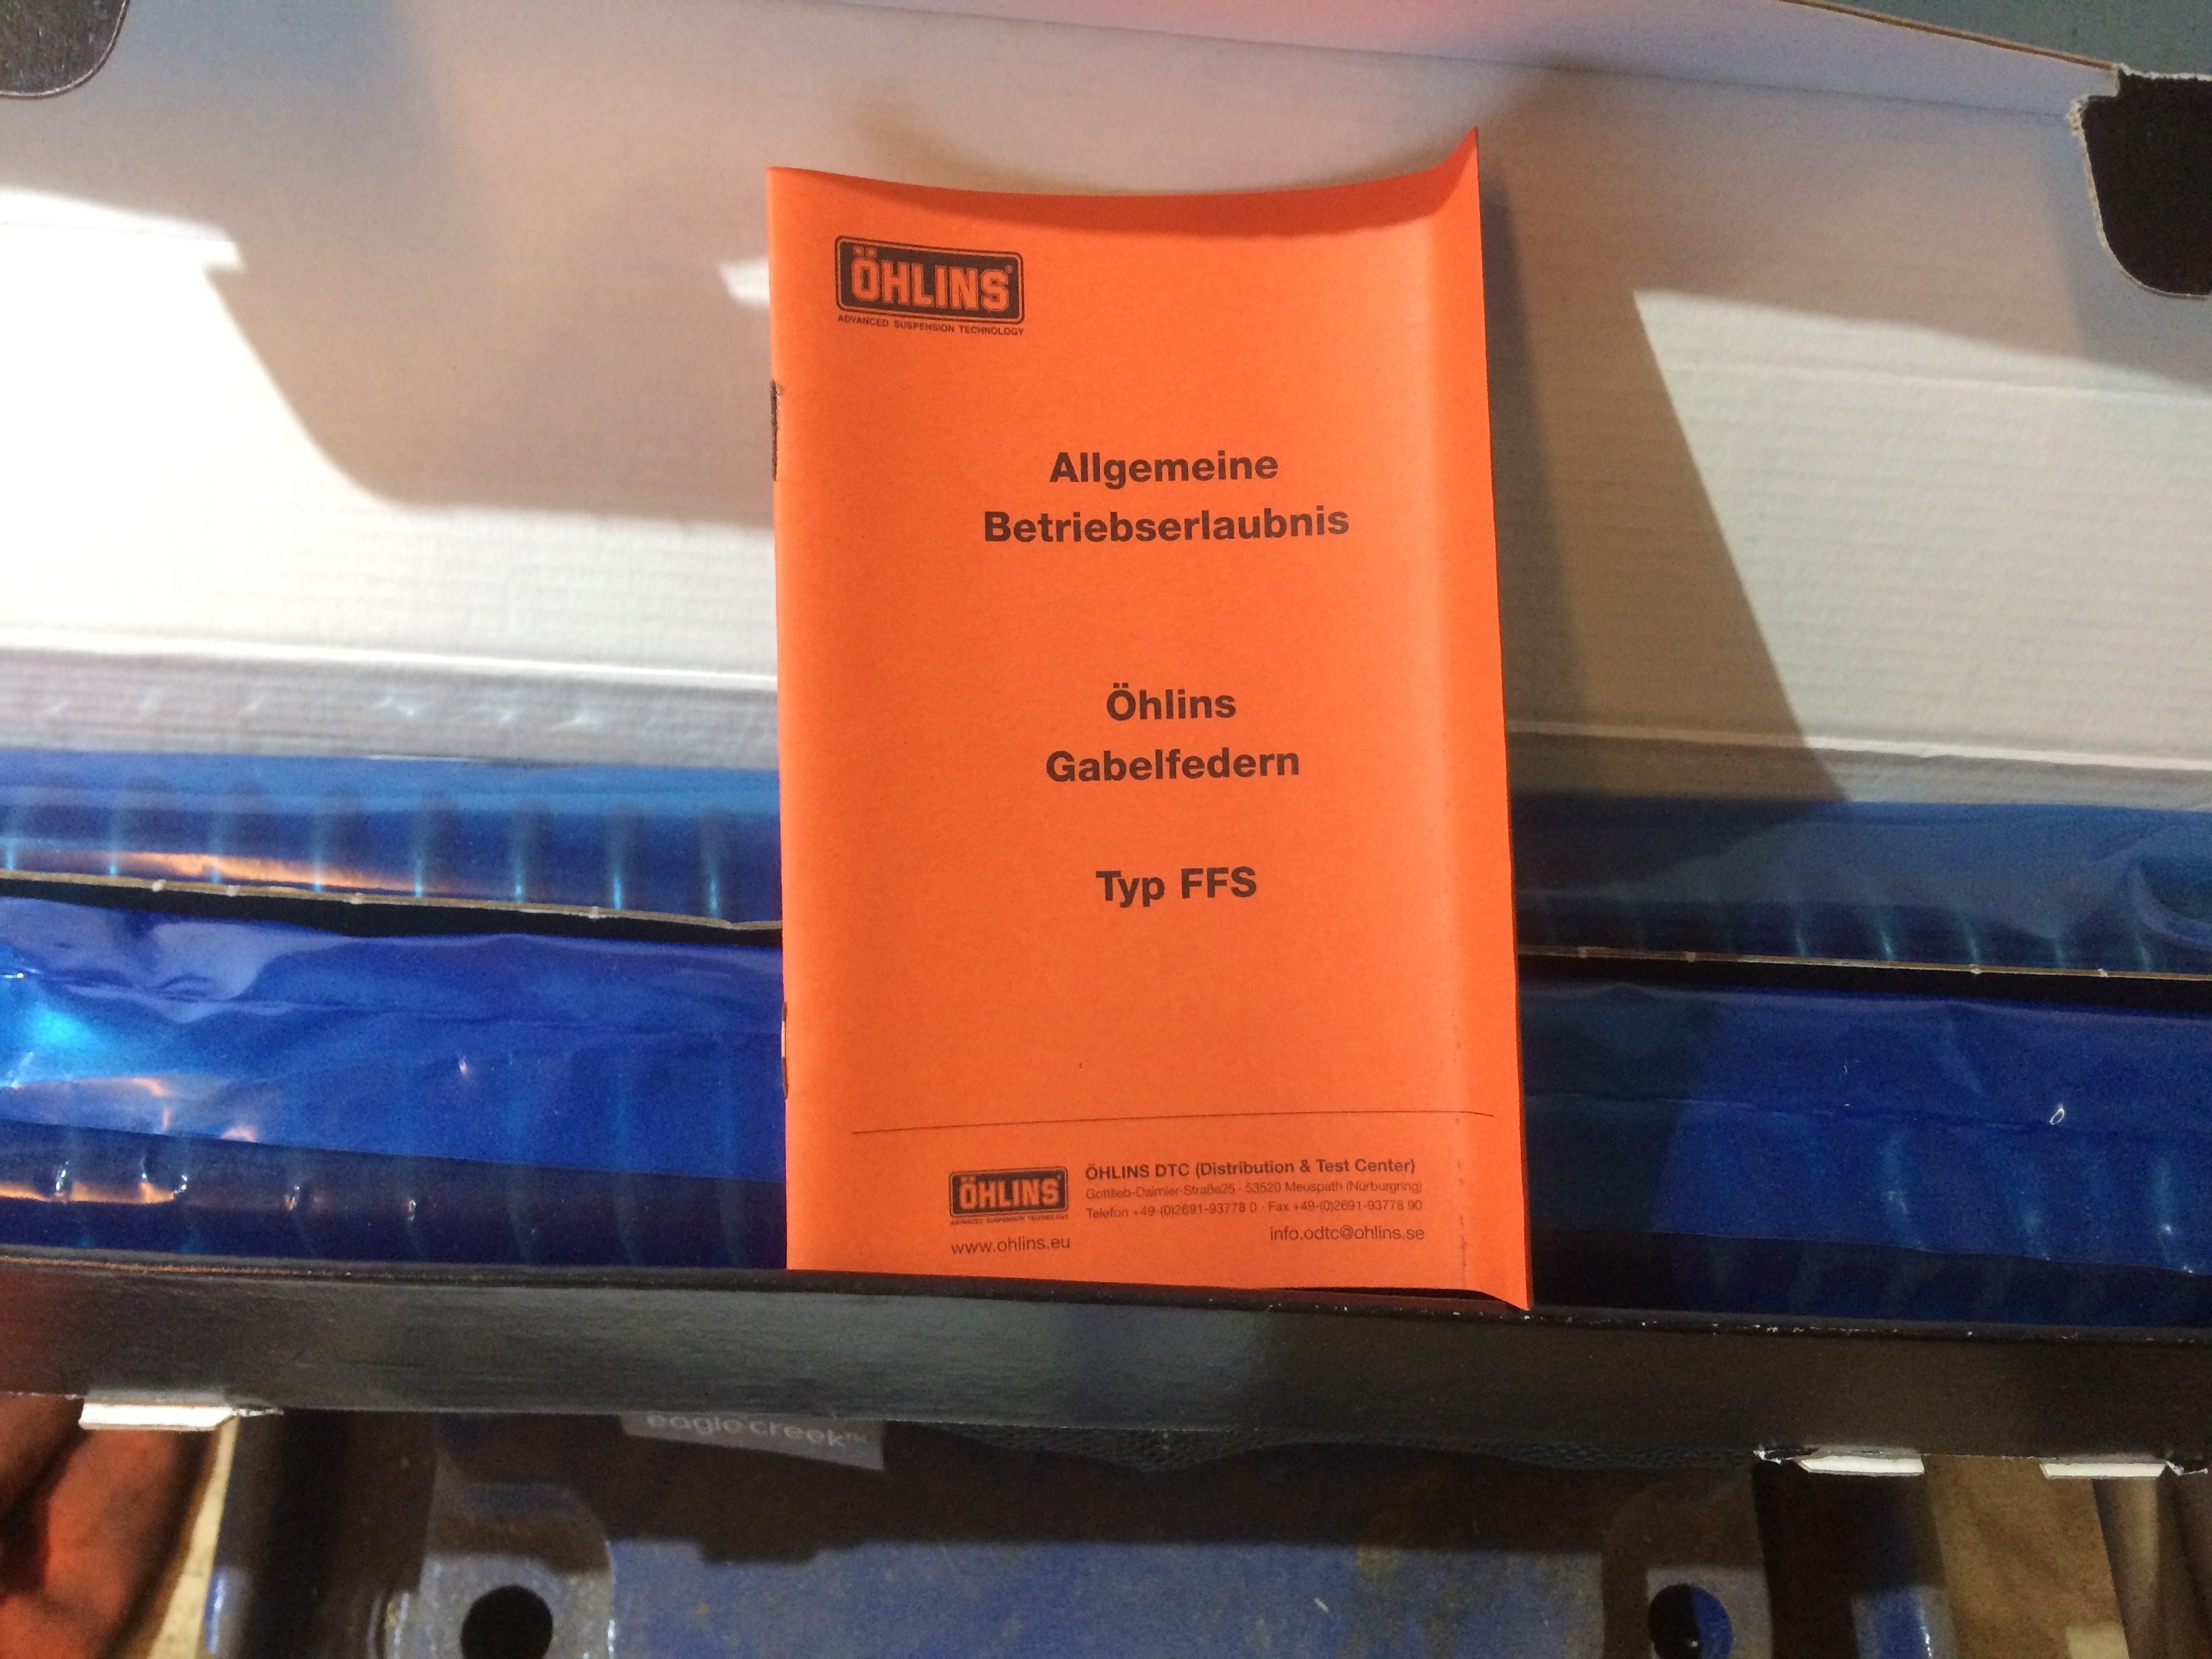 ÖHLINS®
ADVANCED SUSPENSION TECHNOLOGY
Allgemeine
Betriebserlaubnis
Öhlins
Gabelfedern
Typ FFS
ÖHLINS®
ADVANCED SUSPENSION TECHNOLOGY
www.ohlins.eu
ÖHLINS DTC (Distribution & Test Center)
Gottlieb-Daimler-Straße25 · 53520 Meuspath (Nürburgring)
Telefon +49-(0)2691-93778 0 · Fax +49-(0)2691-93778 90
info.odtc@ohlins.se
eagle creek™